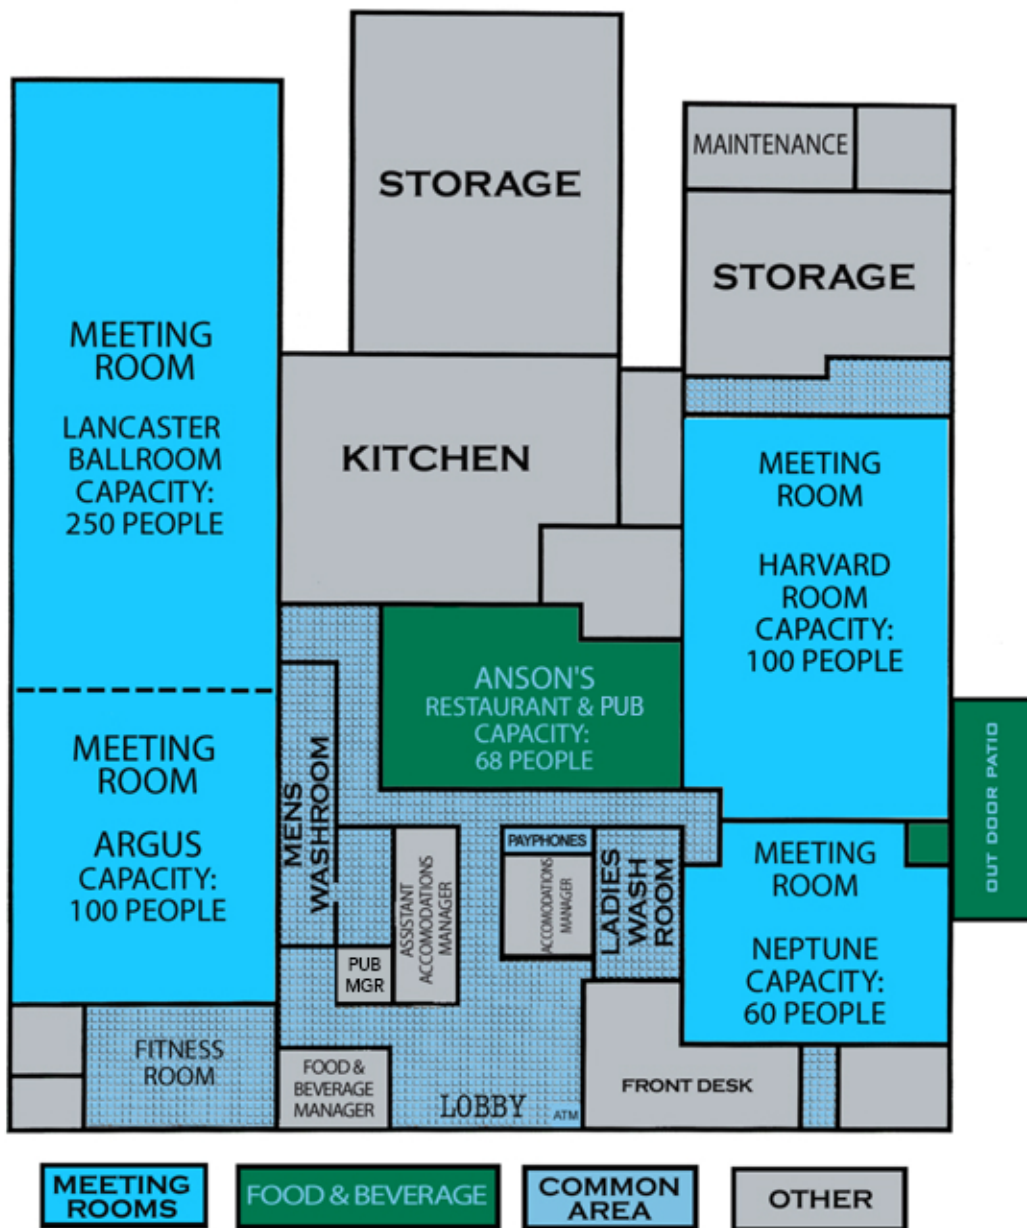 STORAGE
MAINTENANCE
STORAGE
MEETING
ROOM
LANCASTER
BALLROOM
CAPACITY:
250 PEOPLE
KITCHEN
MEETING
ROOM
HARVARD
ROOM
CAPACITY:
100 PEOPLE
ANSON'S
RESTAURANT & PUB
CAPACITY:
68 PEOPLE
MEETING
ROOM
ARGUS
CAPACITY:
100 PEOPLE
MENS
WASHROOM
OUT DOOR PATIO
PAYPHONES
ASSISTANT
ACCOMODATIONS
MANAGER
ACCOMODATIONS
MANAGER
LADIES
WASH
ROOM
MEETING
ROOM
NEPTUNE
CAPACITY:
60 PEOPLE
PUB
MGR
FITNESS
ROOM
FOOD &
BEVERAGE
MANAGER
LOBBY
ATM
FRONT DESK
MEETING
ROOMS
FOOD & BEVERAGE
COMMON
AREA
OTHER